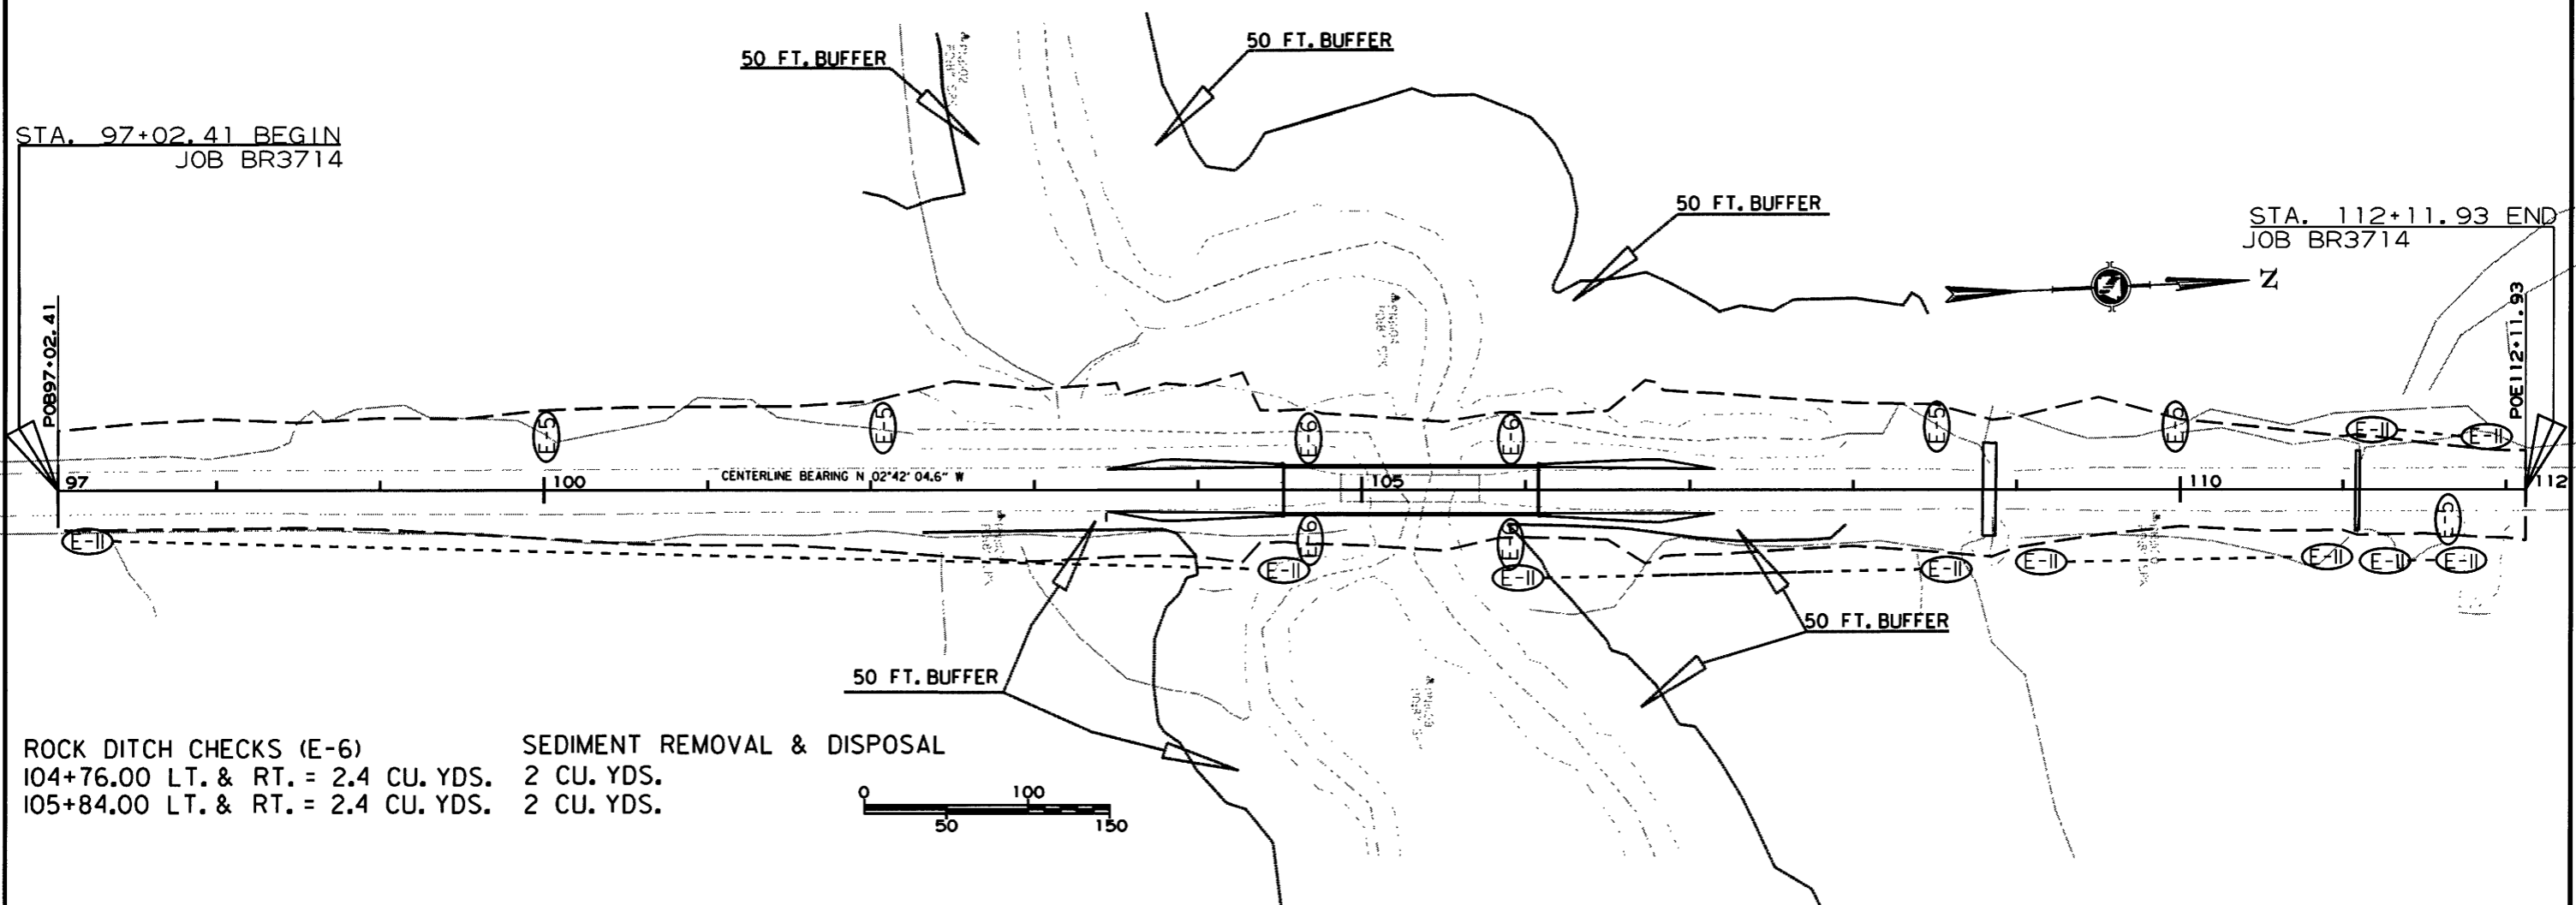 50 FT. BUFFER
50 FT. BUFFER
STA. 97+02.41 BEGIN
JOB BR3714
50 FT. BUFFER
STA. 112+11.93 END
JOB BR3714
N
POB97+02.41
POE112+11.93
E-5
E-5
E-6
E-6
E-5
E-11
E-11
97
100
CENTERLINE BEARING N 02°42' 04.6" W
105
110
112
E-11
E-6
E-11
E-11
E-11
E-11
E-11
E-11
E-11
E-5
50 FT. BUFFER
50 FT. BUFFER
ROCK DITCH CHECKS (E-6)
SEDIMENT REMOVAL & DISPOSAL
104+76.00 LT. & RT. = 2.4 CU. YDS.
2 CU. YDS.
105+84.00 LT. & RT. = 2.4 CU. YDS.
2 CU. YDS.
0
100
50
150